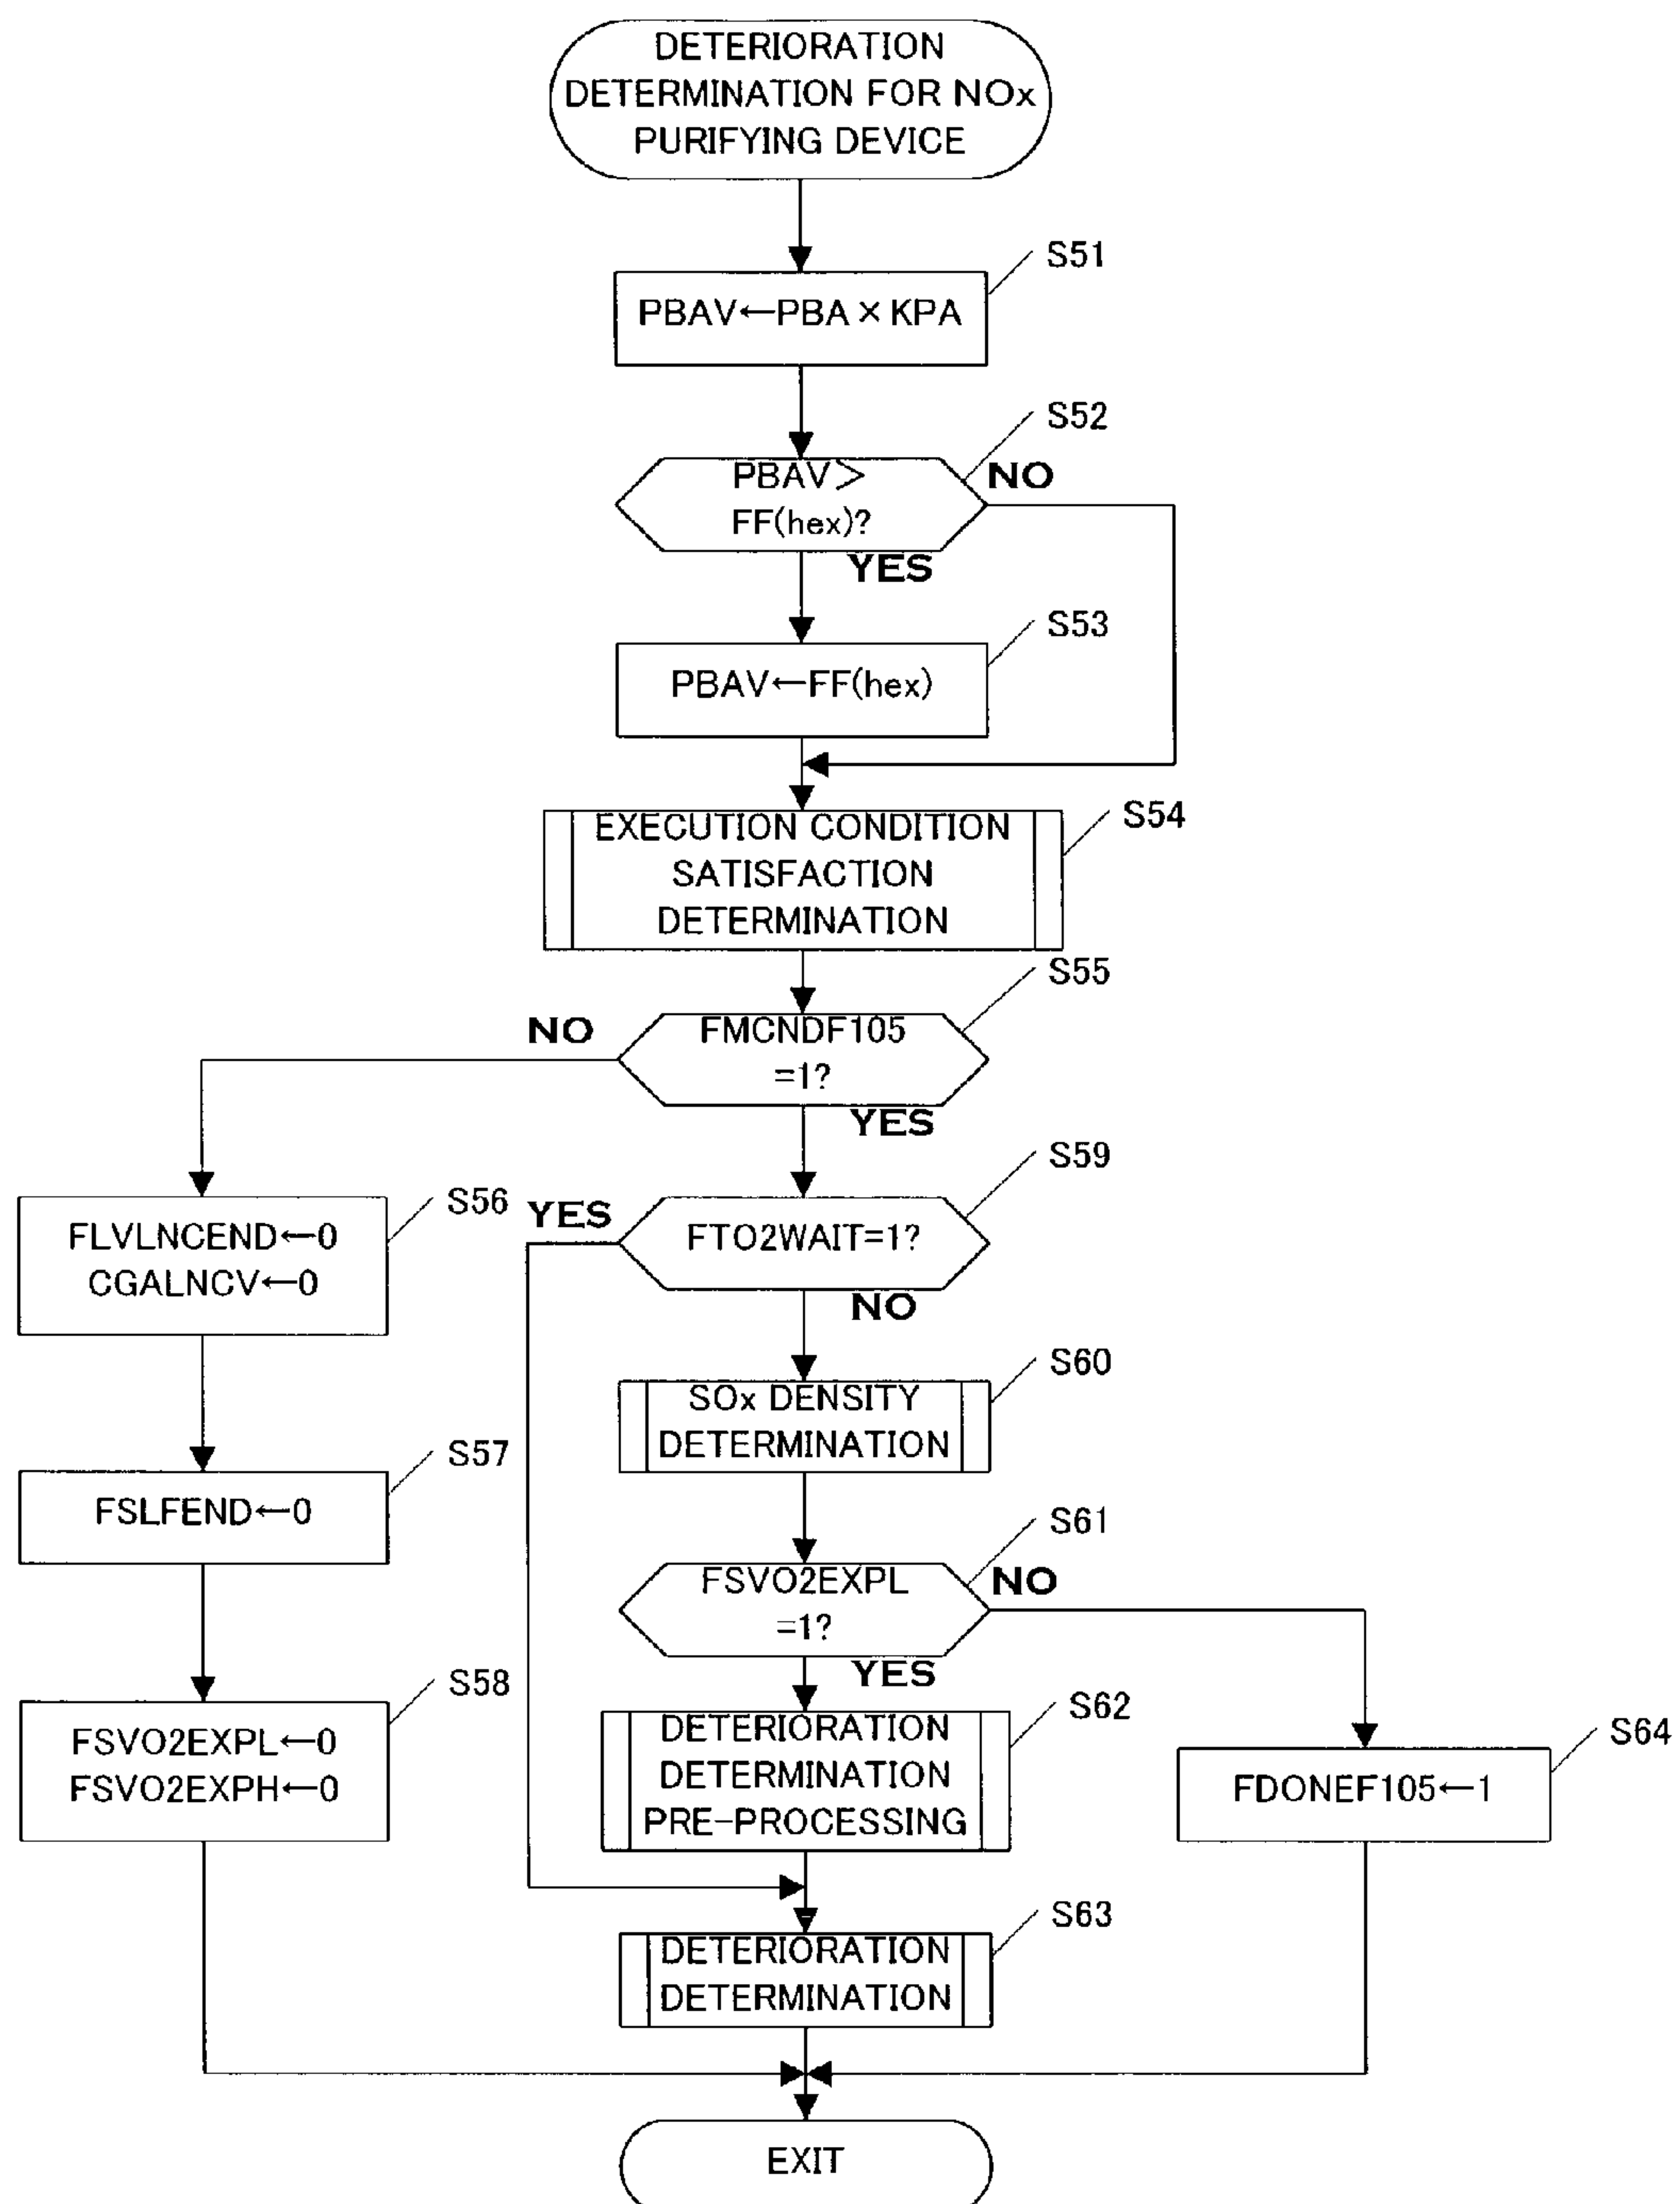 DETERIORATION
DETERMINATION FOR NOx
PURIFYING DEVICE
S51
PBAV←PBA×KPA
S52
PBAV>
FF(hex)?
NO
YES
S53
PBAV←FF(hex)
S54
EXECUTION CONDITION
SATISFACTION
DETERMINATION
S55
FMCNDF105
=1?
NO
YES
S56
FLVLNCEND←0
CGALNCV←0
S57
FSLFEND←0
S58
FSVO2EXPL←0
FSVO2EXPH←0
S59
FTO2WAIT=1?
YES
NO
S60
SOx DENSITY
DETERMINATION
S61
FSVO2EXPL
=1?
NO
YES
S62
DETERIORATION
DETERMINATION
PRE-PROCESSING
S64
FDONEF105←1
S63
DETERIORATION
DETERMINATION
EXIT